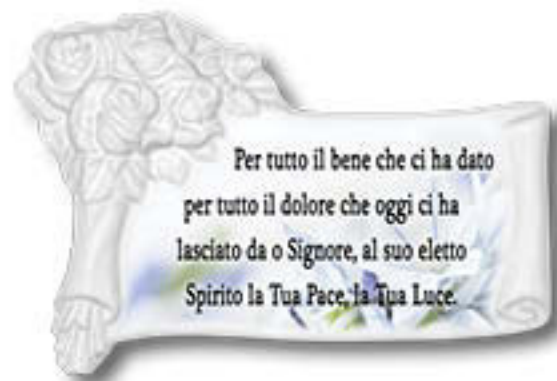 Per tutto il bene che ci ha dato
per tutto il dolore che oggi ci ha
lasciato da o Signore, al suo eletto
Spirito la Tua Pace, la Tua Luce.